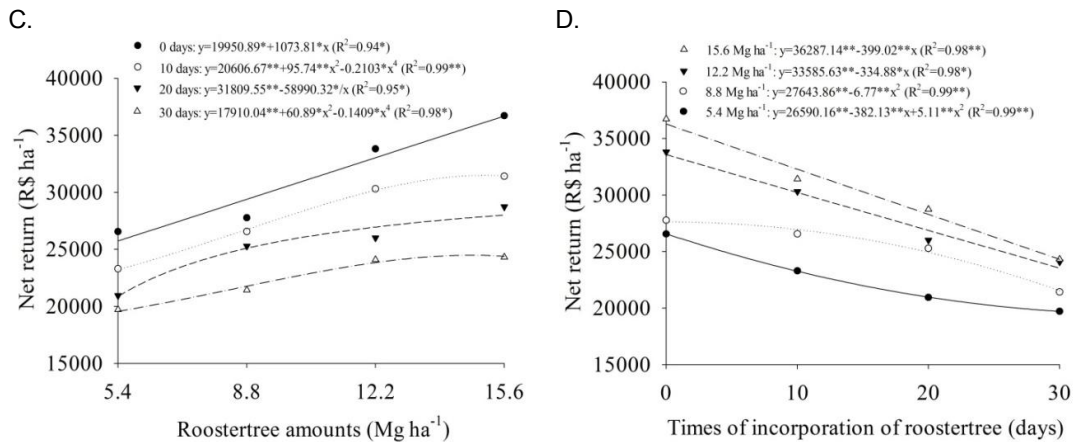 C.
0 days: y=19950.89*+1073.81*x (R²=0.94*)
10 days: y=20606.67**+95.74**x²-0.2103*x⁴ (R²=0.99**)
20 days: y=31809.55**-58990.32*/x (R²=0.95*)
30 days: y=17910.04**+60.89*x²-0.1409*x⁴ (R²=0.98*)
40000
35000
30000
25000
20000
15000
Net return (R$ ha⁻¹)
5.4 8.8 12.2 15.6
Roostertree amounts (Mg ha⁻¹)
D.
15.6 Mg ha⁻¹: y=36287.14**-399.02**x (R²=0.98**)
12.2 Mg ha⁻¹: y=33585.63**-334.88*x (R²=0.98*)
8.8 Mg ha⁻¹: y=27643.86**-6.77**x² (R²=0.99**)
5.4 Mg ha⁻¹: y=26590.16**-382.13**x+5.11**x² (R²=0.99**)
40000
35000
30000
25000
20000
15000
Net return (R$ ha⁻¹)
0 10 20 30
Times of incorporation of roostertree (days)